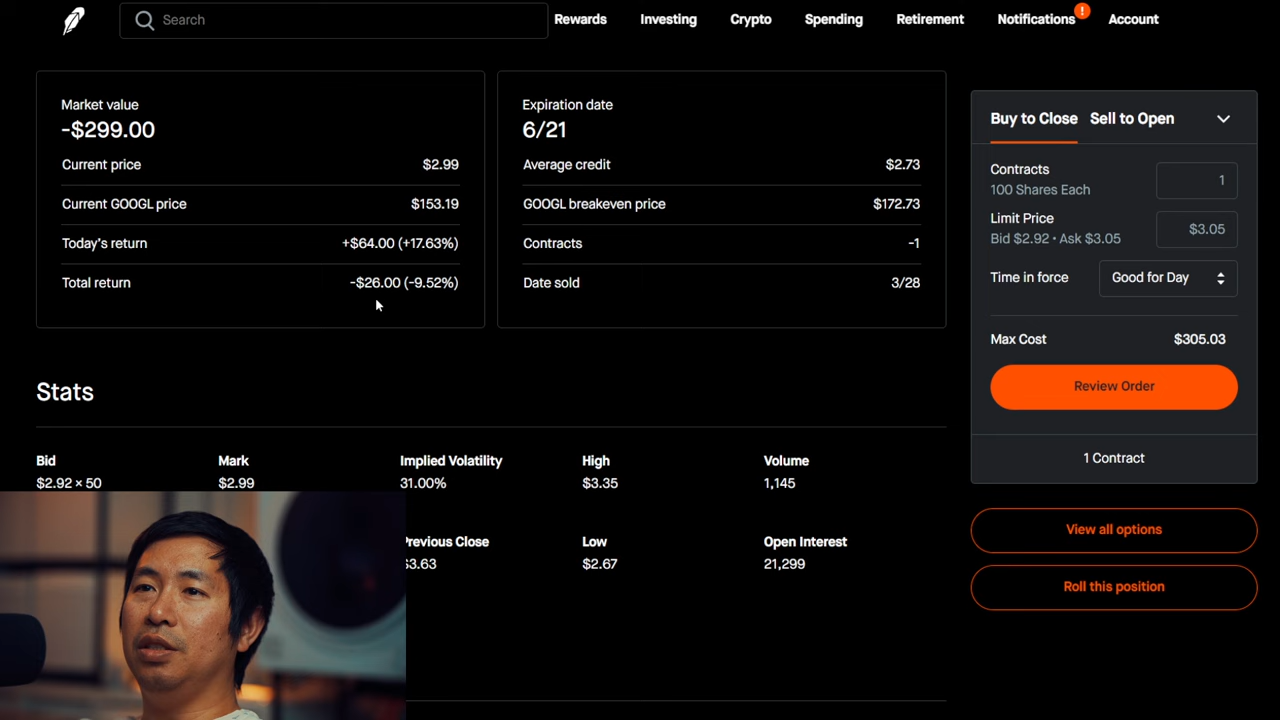 Search
Rewards
Investing
Crypto
Spending
Retirement
Notifications
!
Account
Market value
-$299.00
Current price $2.99
Current GOOGL price $153.19
Today's return +$64.00 (+17.63%)
Total return -$26.00 (-9.52%)
Expiration date
6/21
Average credit $2.73
GOOGL breakeven price $172.73
Contracts -1
Date sold 3/28
Buy to Close Sell to Open
Contracts
100 Shares Each
1
Limit Price
Bid $2.92 • Ask $3.05
$3.05
Time in force Good for Day
Max Cost $305.03
Review Order
1 Contract
View all options
Roll this position
Stats
Bid
$2.92 × 50
Mark
$2.99
Implied Volatility
31.00%
High
$3.35
Volume
1,145
Previous Close
$3.63
Low
$2.67
Open Interest
21,299